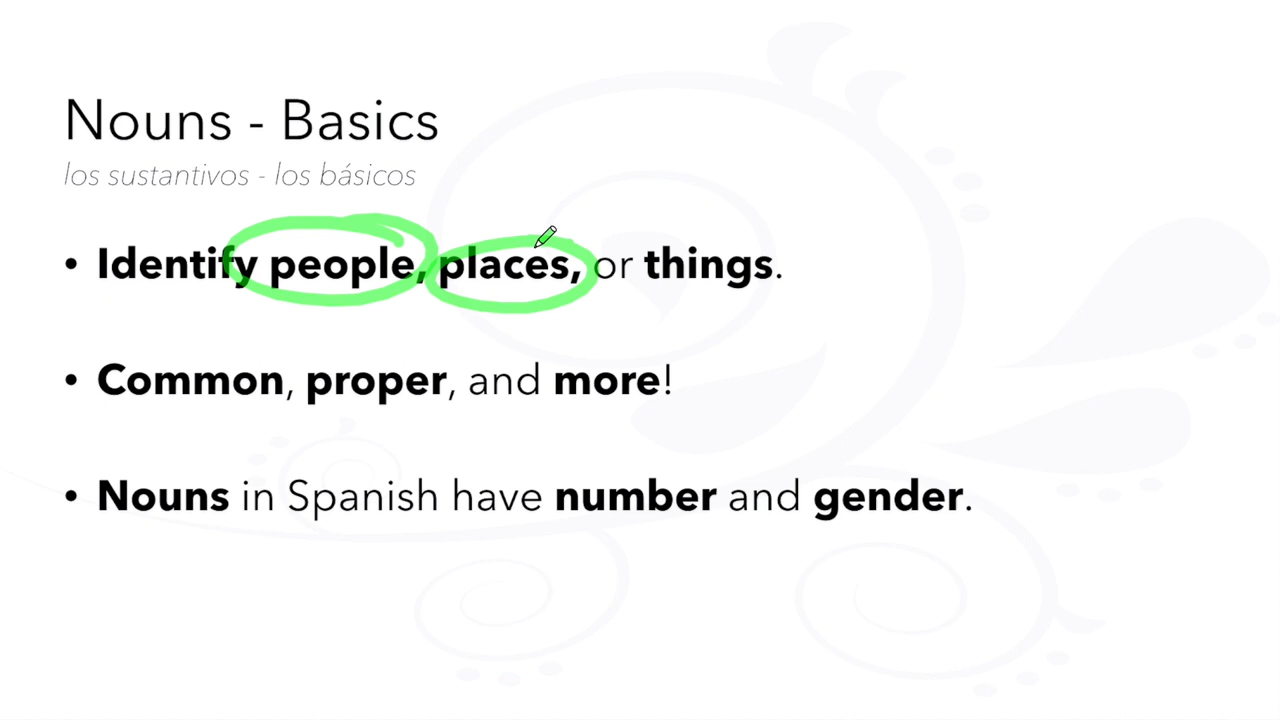 Nouns - Basics
los sustantivos - los básicos
• Identify people, places, or things.
• Common, proper, and more!
• Nouns in Spanish have number and gender.